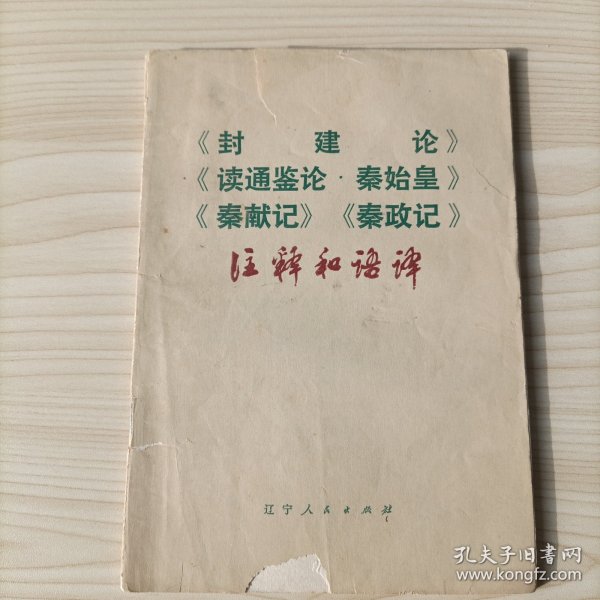 《封建论》
《读通鉴论·秦始皇》
《秦献记》《秦政记》
注释和语译
辽宁人民出版社
孔夫子旧书网
www.kongfz.com